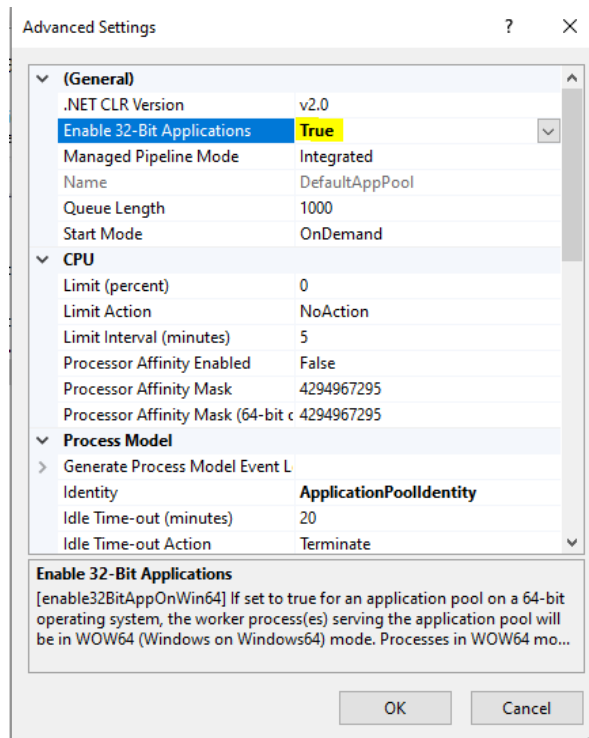 Advanced Settings ? ×
(General)
.NET CLR Version v2.0
Enable 32-Bit Applications True
Managed Pipeline Mode Integrated
Name DefaultAppPool
Queue Length 1000
Start Mode OnDemand
CPU
Limit (percent) 0
Limit Action NoAction
Limit Interval (minutes) 5
Processor Affinity Enabled False
Processor Affinity Mask 4294967295
Processor Affinity Mask (64-bit c 4294967295
Process Model
Generate Process Model Event L
Identity ApplicationPoolIdentity
Idle Time-out (minutes) 20
Idle Time-out Action Terminate
Enable 32-Bit Applications
[enable32BitAppOnWin64] If set to true for an application pool on a 64-bit
operating system, the worker process(es) serving the application pool will
be in WOW64 (Windows on Windows64) mode. Processes in WOW64 mo...
OK Cancel